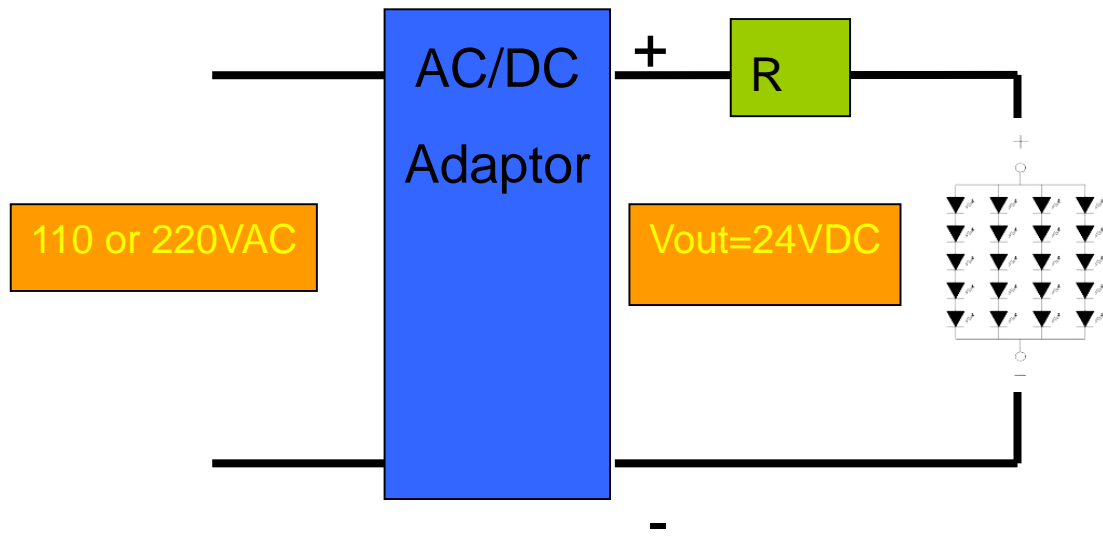 AC/DC
Adaptor
+
R
110 or 220VAC
Vout=24VDC
+
−
-